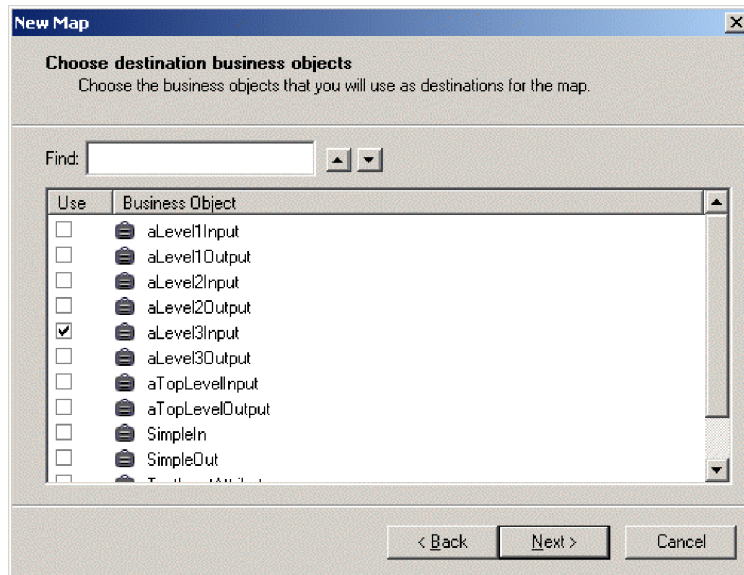 New Map
Choose destination business objects
Choose the business objects that you will use as destinations for the map.
Find:
Use Business Object
aLevel1Input
aLevel1Output
aLevel2Input
aLevel2Output
aLevel3Input
aLevel3Output
aTopLevelInput
aTopLevelOutput
SimpleIn
SimpleOut
< Back Next > Cancel